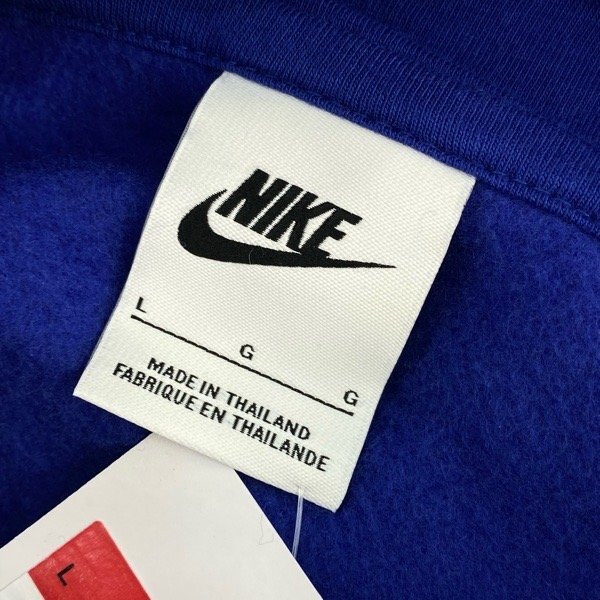 NIKE
L G G
MADE IN THAILAND
FABRIQUE EN THAILANDE
L